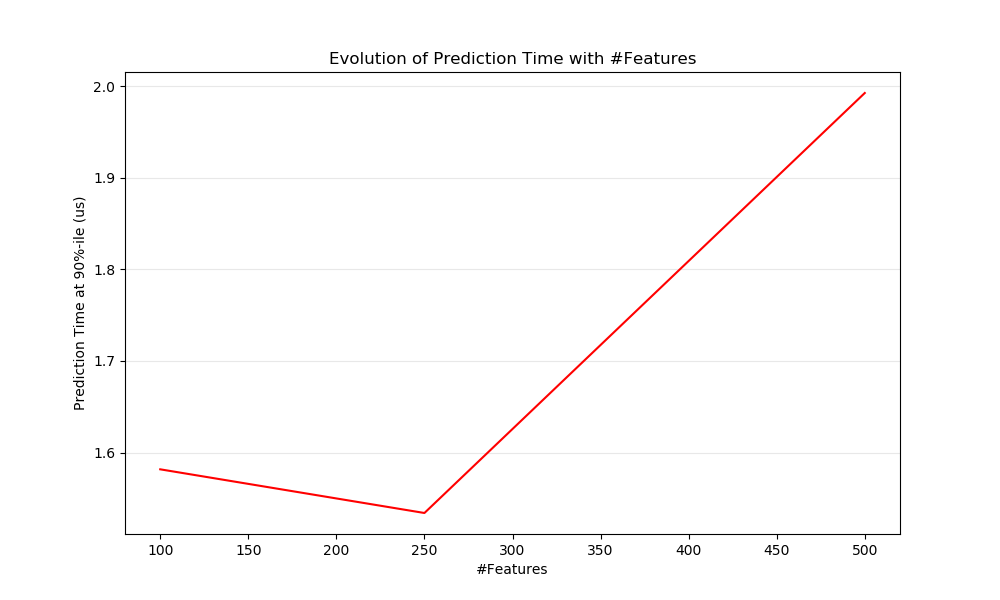 Evolution of Prediction Time with #Features
Prediction Time at 90%-ile (us)
2.0
1.9
1.8
1.7
1.6
100 150 200 250 300 350 400 450 500
#Features